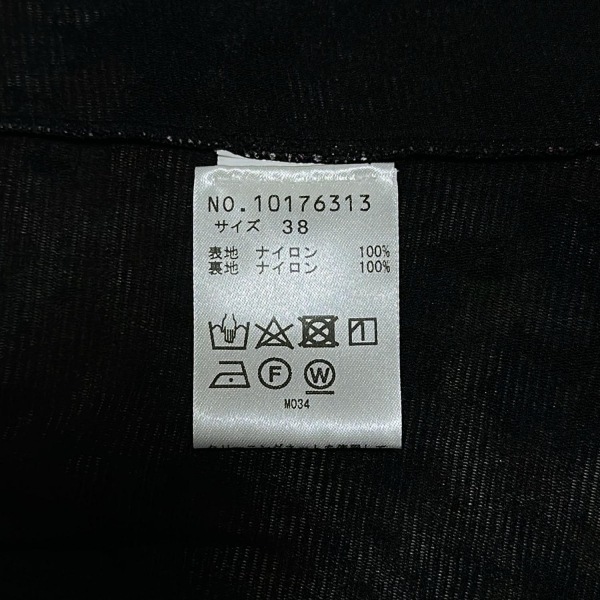 NO.10176313
サイズ 38
表地 ナイロン 100%
裏地 ナイロン 100%
F W
M034